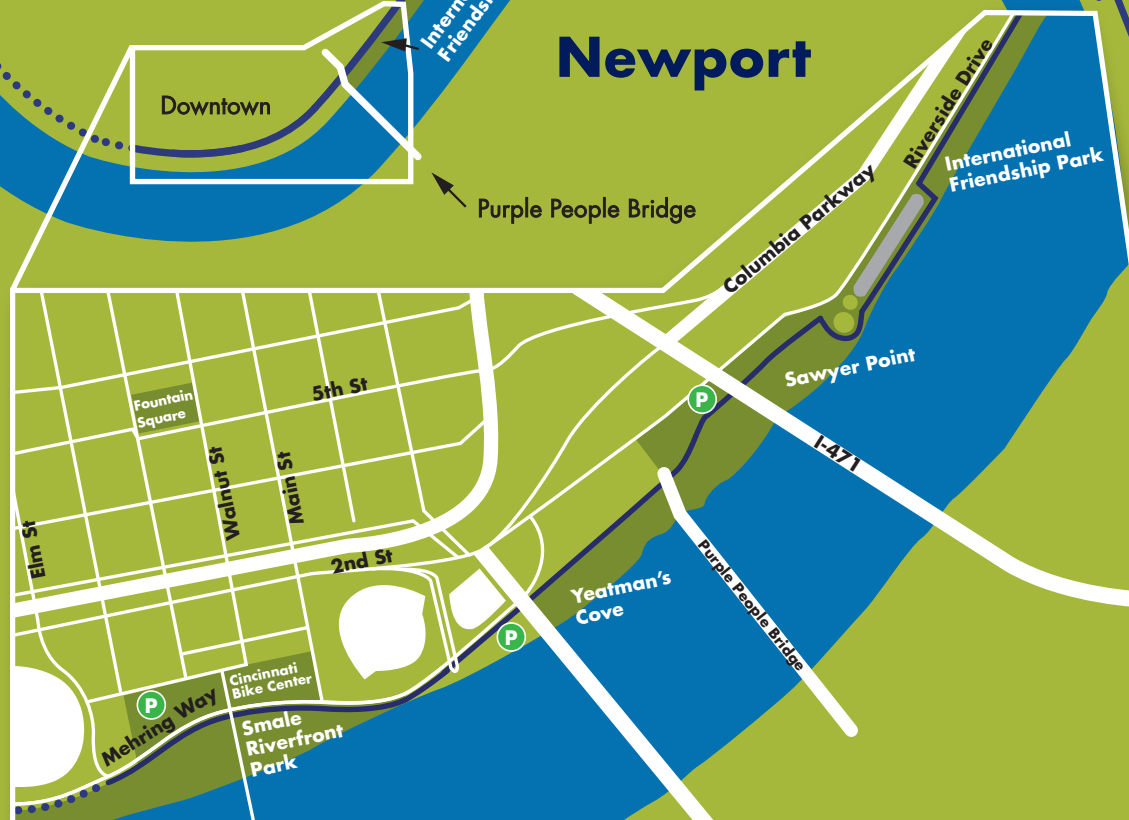 Newport
Friends
Downtown
Purple People Bridge
Riverside Drive
International
Friendship Park
Columbia Parkway
Sawyer Point
5th St
Fountain
Square
P
I-471
Walnut St
Main St
Elm St
2nd St
Purple People Bridge
Yeatman's
Cove
P
Cincinnati
Bike Center
P
Mehring Way
Smale
Riverfront
Park